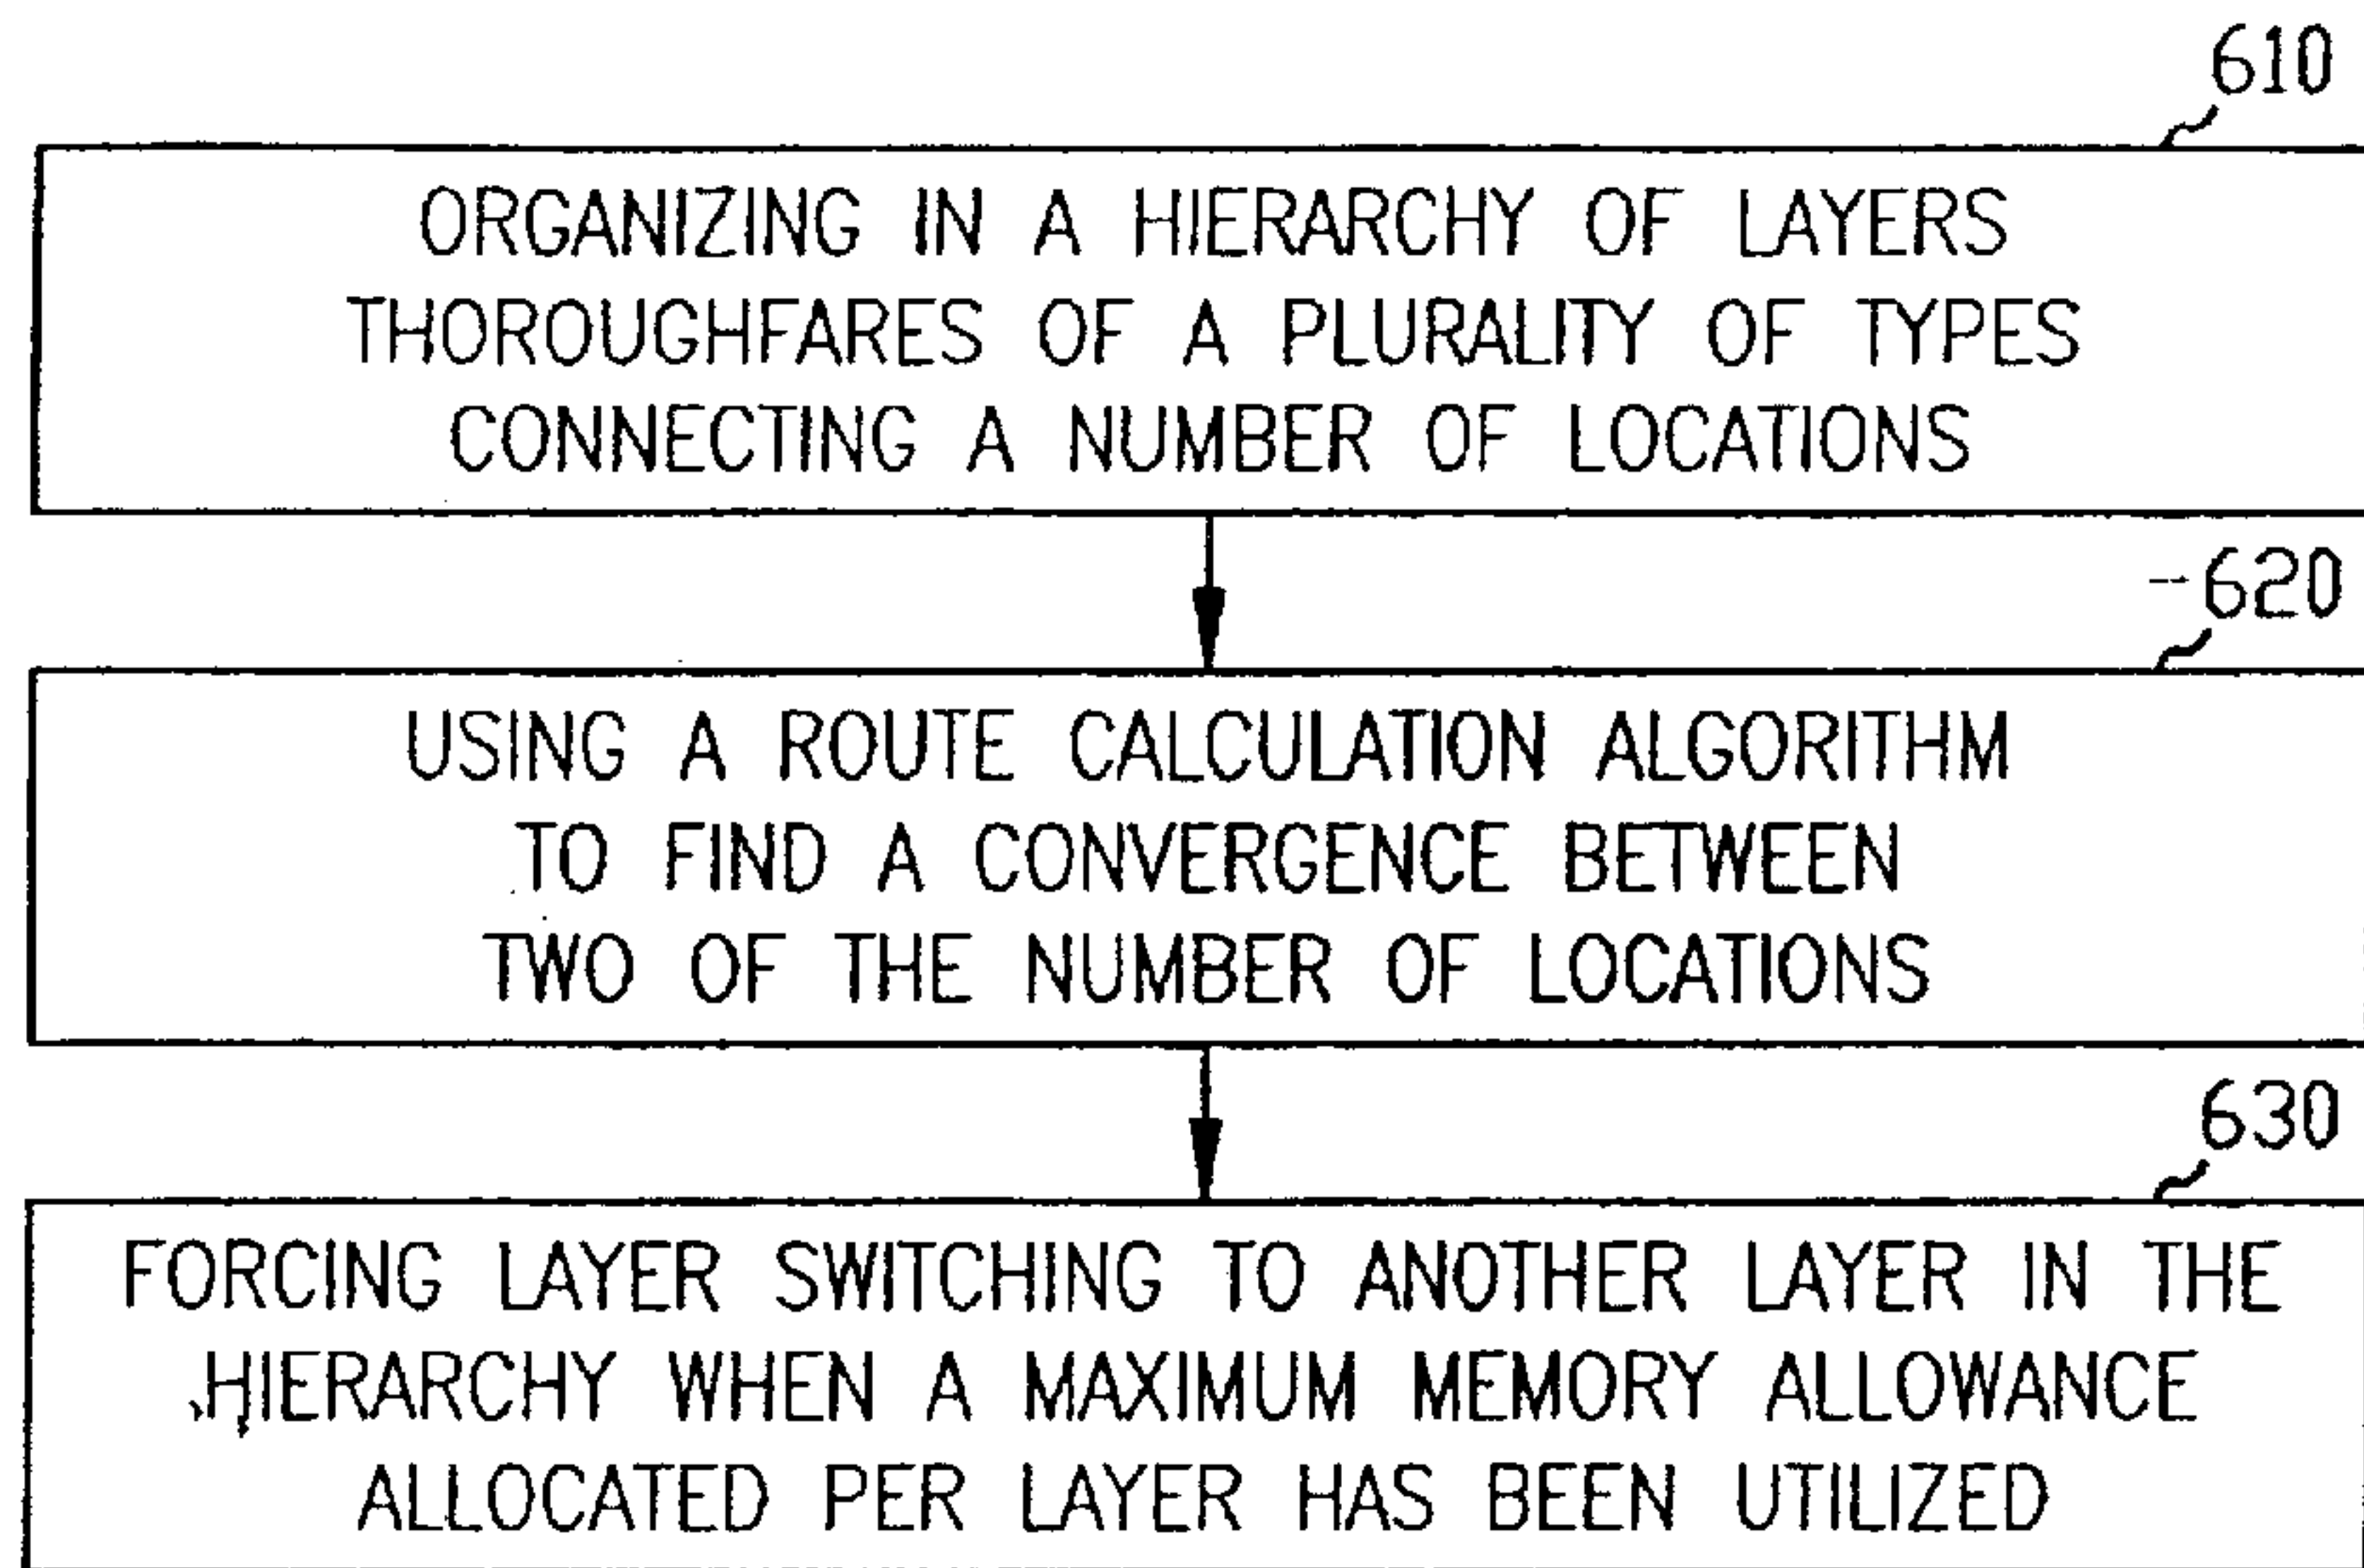 610
ORGANIZING IN A HIERARCHY OF LAYERS
THOROUGHFARES OF A PLURALITY OF TYPES
CONNECTING A NUMBER OF LOCATIONS
620
USING A ROUTE CALCULATION ALGORITHM
TO FIND A CONVERGENCE BETWEEN
TWO OF THE NUMBER OF LOCATIONS
630
FORCING LAYER SWITCHING TO ANOTHER LAYER IN THE
HIERARCHY WHEN A MAXIMUM MEMORY ALLOWANCE
ALLOCATED PER LAYER HAS BEEN UTILIZED